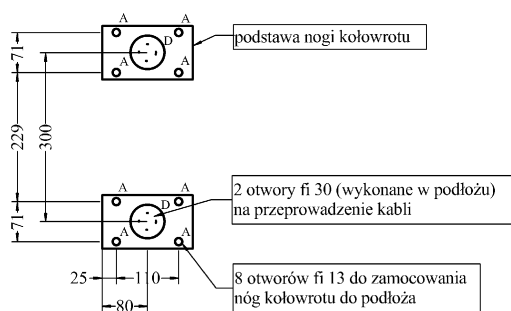 A A
D
podstawa nogi kołowrotu
71
A A
229
300
A A
D
2 otwory fi 30 (wykonane w podłożu)
na przeprowadzenie kabli
71
A A
25 110
8 otworów fi 13 do zamocowania
nóg kołowrotu do podłoża
80